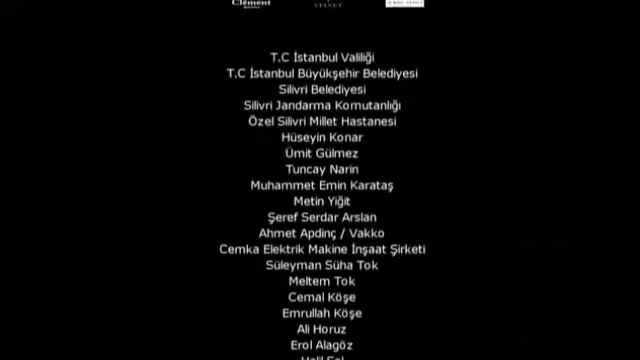 Clément
VELVET
T.C İstanbul Valiliği
T.C İstanbul Büyükşehir Belediyesi
Silivri Belediyesi
Silivri Jandarma Komutanlığı
Özel Silivri Millet Hastanesi
Hüseyin Konar
Ümit Gülmez
Tuncay Narin
Muhammet Emin Karataş
Metin Yiğit
Şeref Serdar Arslan
Ahmet Apdinç / Vakko
Cemka Elektrik Makine İnşaat Şirketi
Süleyman Süha Tok
Meltem Tok
Cemal Köşe
Emrullah Köşe
Ali Horuz
Erol Alagöz